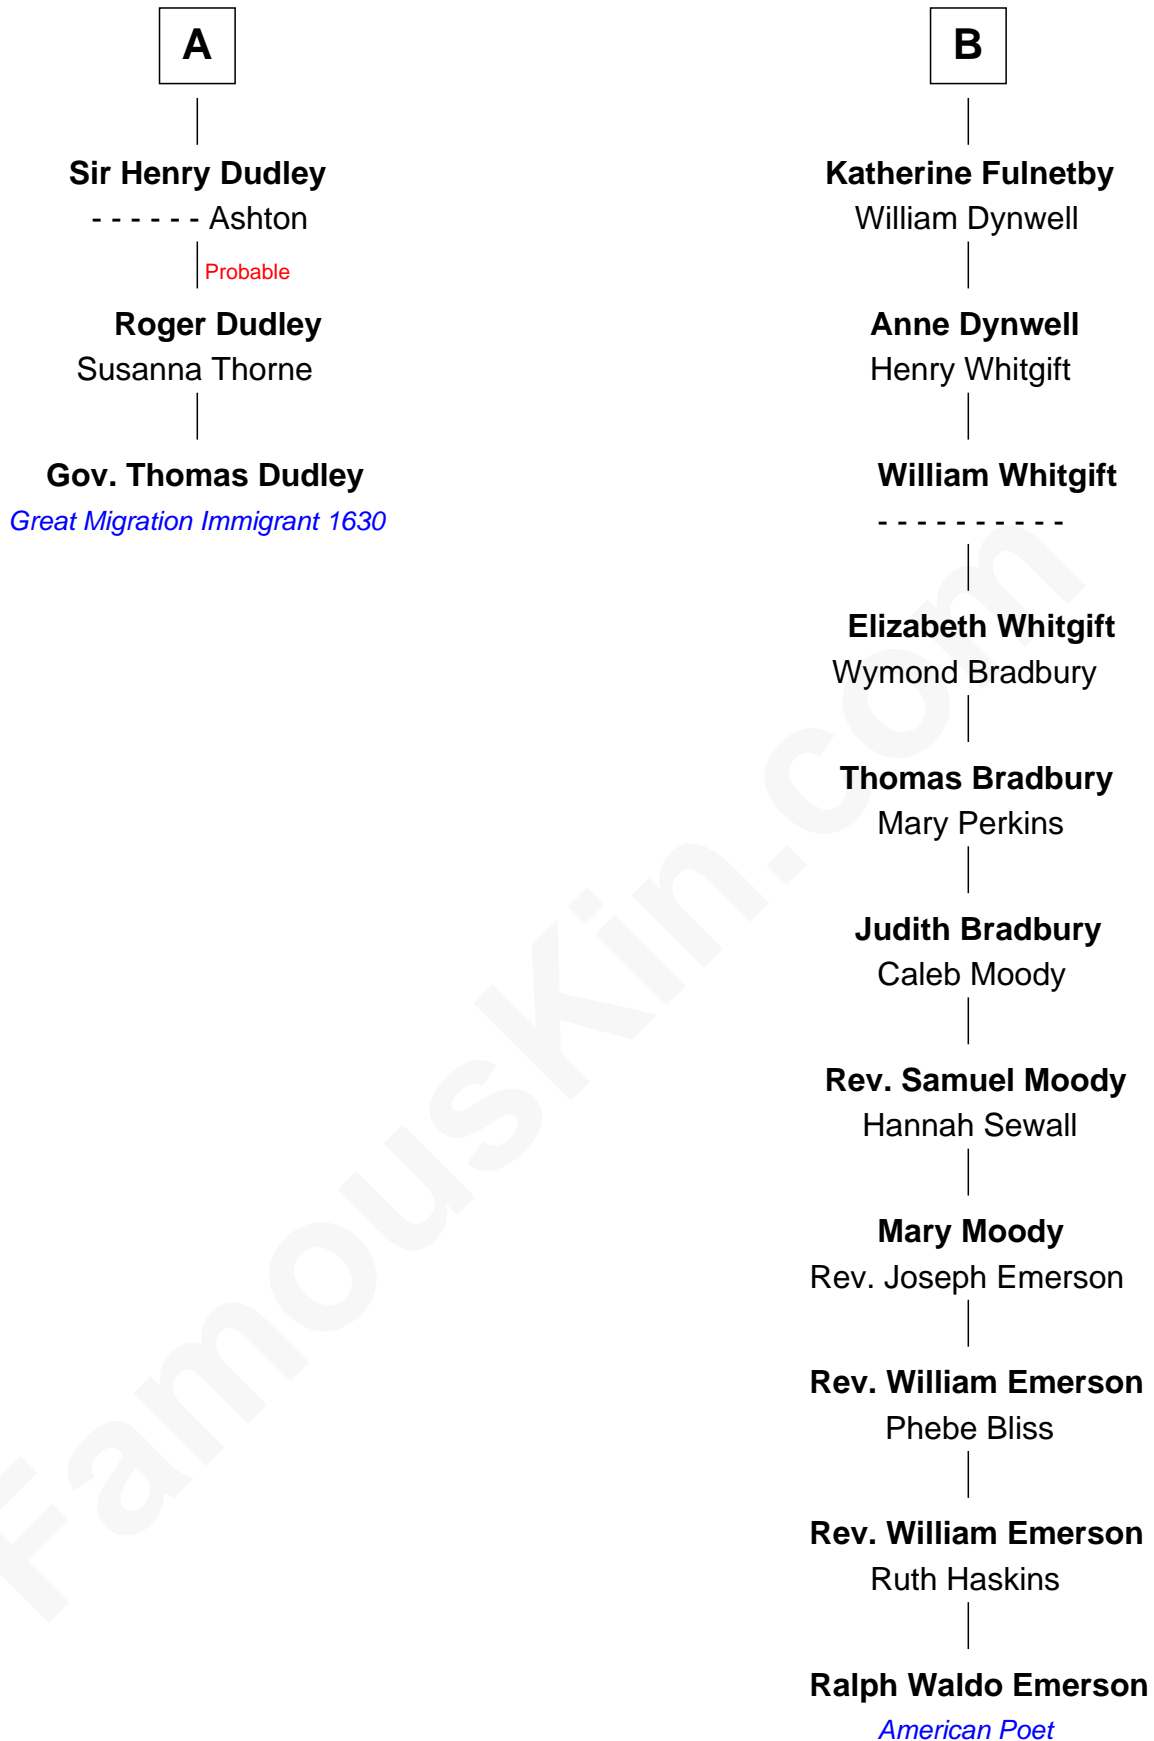 A
Sir Henry Dudley
- - - - - - Ashton
Probable
Roger Dudley
Susanna Thorne
Gov. Thomas Dudley
Great Migration Immigrant 1630
B
Katherine Fulnetby
William Dynwell
Anne Dynwell
Henry Whitgift
William Whitgift
- - - - - - - - - -
Elizabeth Whitgift
Wymond Bradbury
Thomas Bradbury
Mary Perkins
Judith Bradbury
Caleb Moody
Rev. Samuel Moody
Hannah Sewall
Mary Moody
Rev. Joseph Emerson
Rev. William Emerson
Phebe Bliss
Rev. William Emerson
Ruth Haskins
Ralph Waldo Emerson
American Poet
FamousKin.com